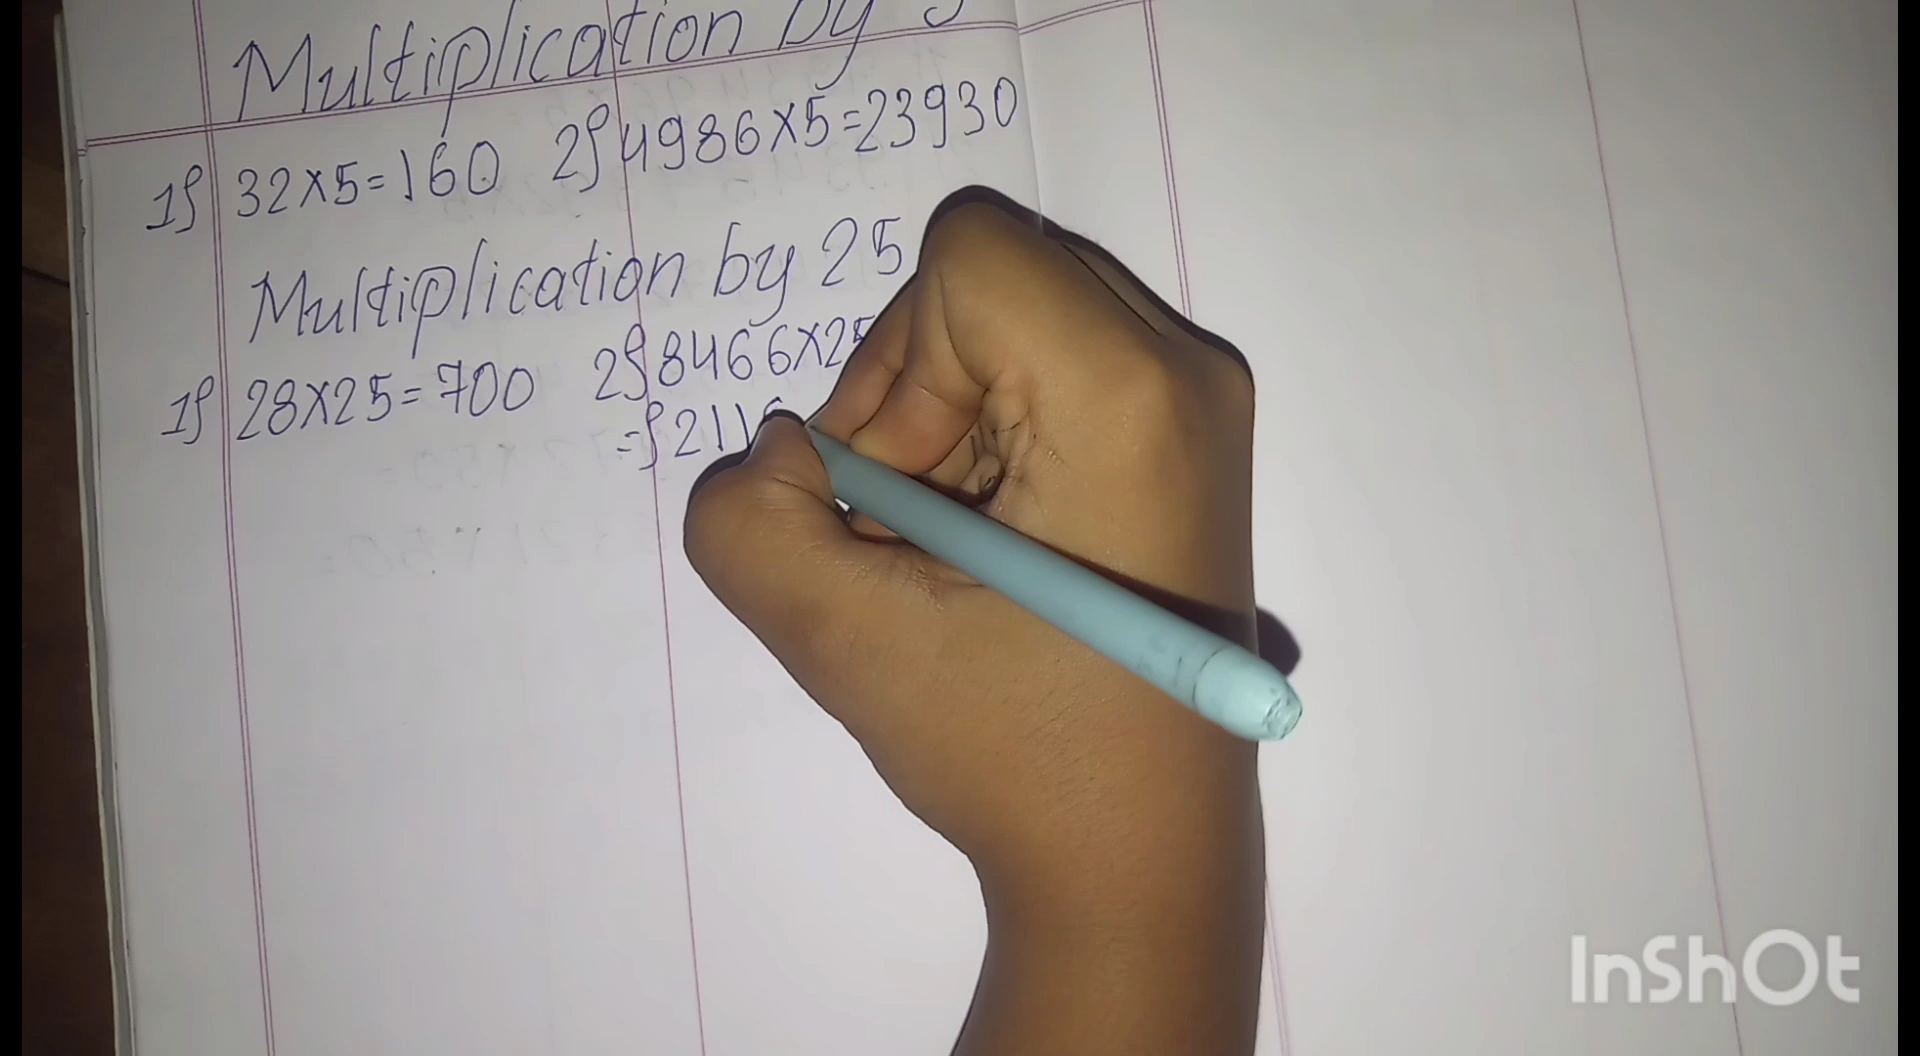 Multiplication by
1} 32×5=160 2} 4986×5=23930
Multiplication by 25
1} 28×25=700 2} 8466×25
=} 211
InShOt